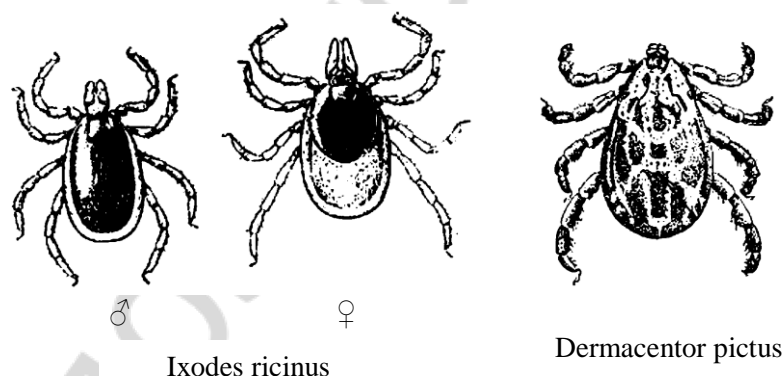 ♂ ♀
Ixodes ricinus
Dermacentor pictus